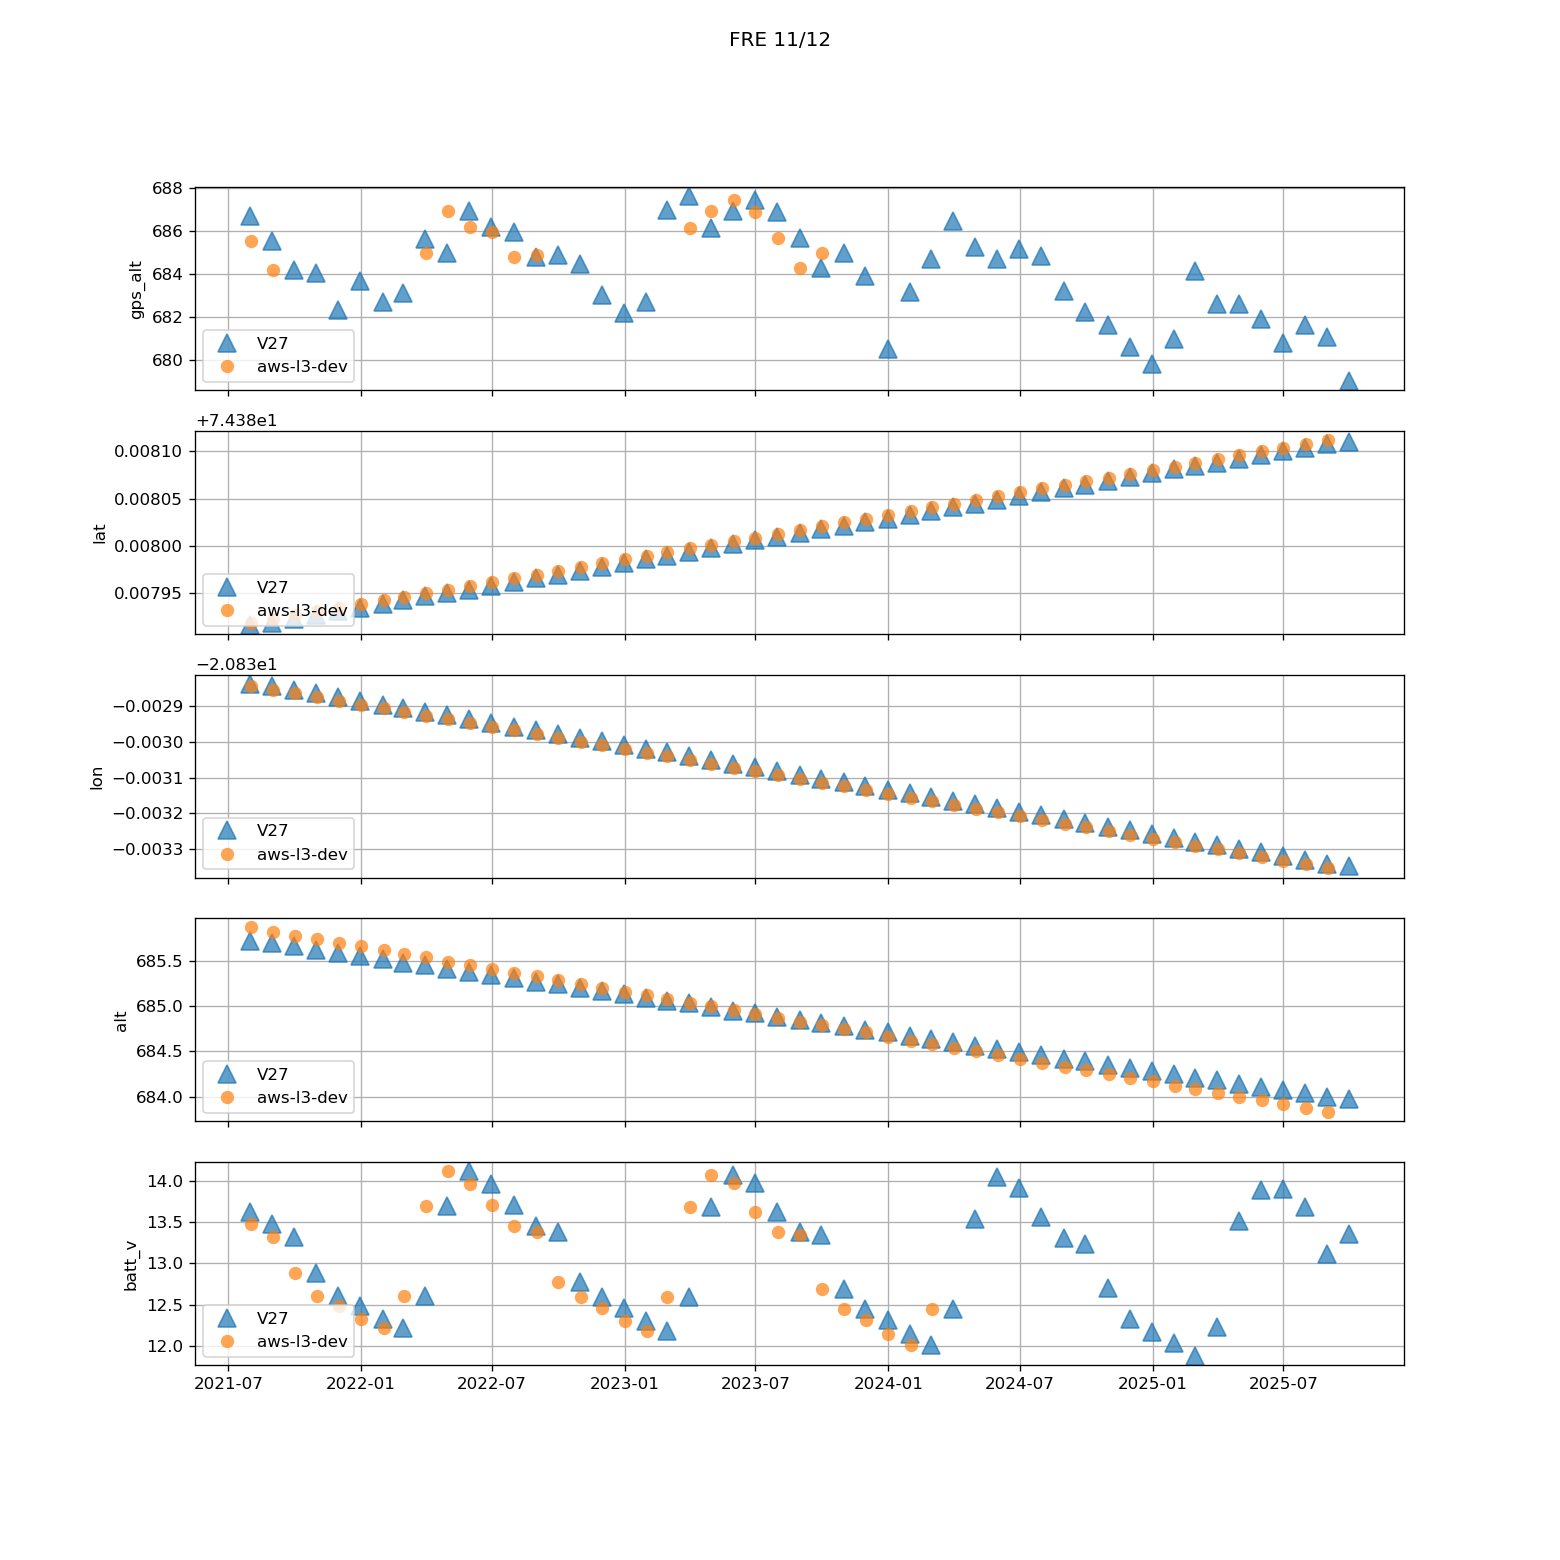 FRE 11/12
688
686
684
682
680
gps_alt
V27
aws-l3-dev
+7.438e1
0.00810
0.00805
0.00800
0.00795
lat
V27
aws-l3-dev
−2.083e1
−0.0029
−0.0030
−0.0031
−0.0032
−0.0033
lon
V27
aws-l3-dev
685.5
685.0
684.5
684.0
alt
V27
aws-l3-dev
14.0
13.5
13.0
12.5
12.0
batt_v
V27
aws-l3-dev
2021-07 2022-01 2022-07 2023-01 2023-07 2024-01 2024-07 2025-01 2025-07